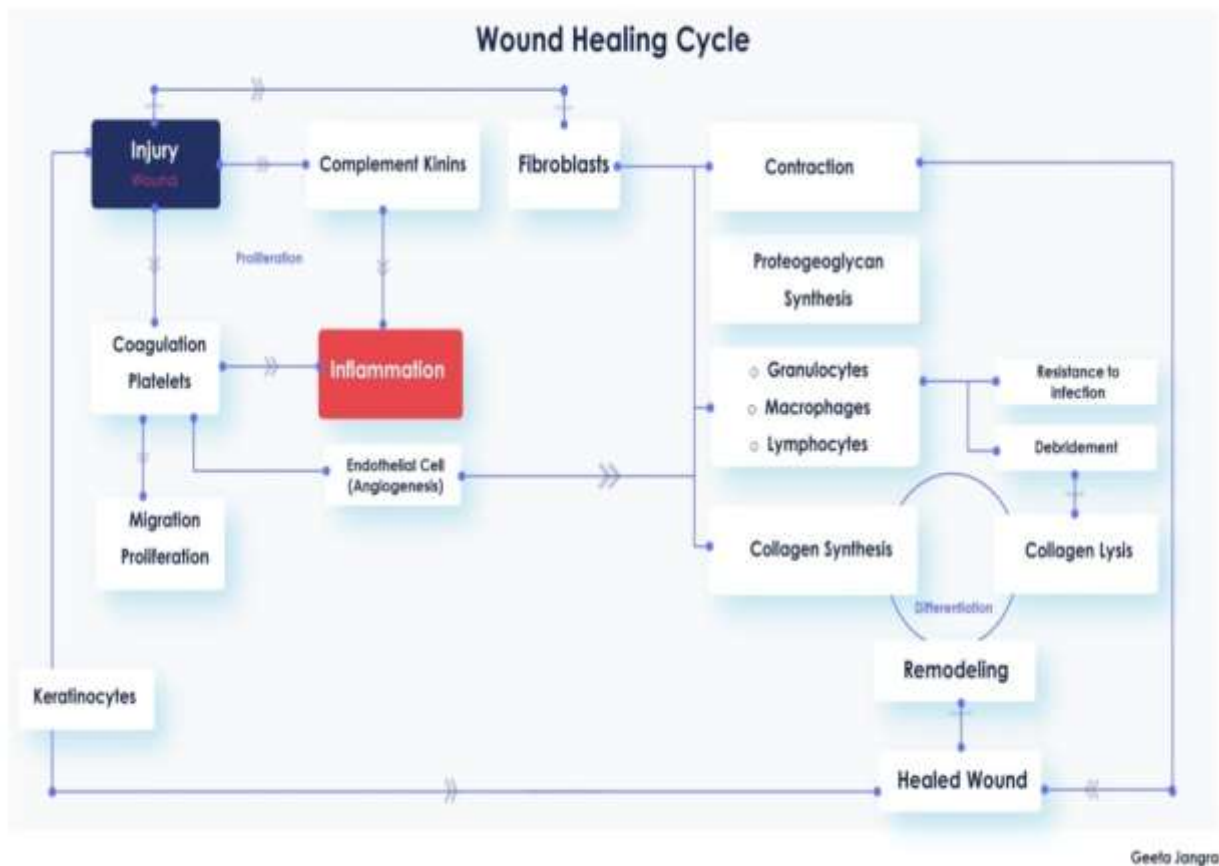 Wound Healing Cycle
Injury
Wound
Complement Kinins
Fibroblasts
Contraction
Proliferation
Proteogeoglycan
Synthesis
Coagulation
Platelets
Inflammation
Granulocytes
Macrophages
Lymphocytes
Resistance to
infection
Debridement
Endothelial Cell
(Angiogenesis)
Migration
Proliferation
Collagen Synthesis
Collagen Lysis
Differentiation
Remodeling
Keratinocytes
Healed Wound
Geeta Jangra